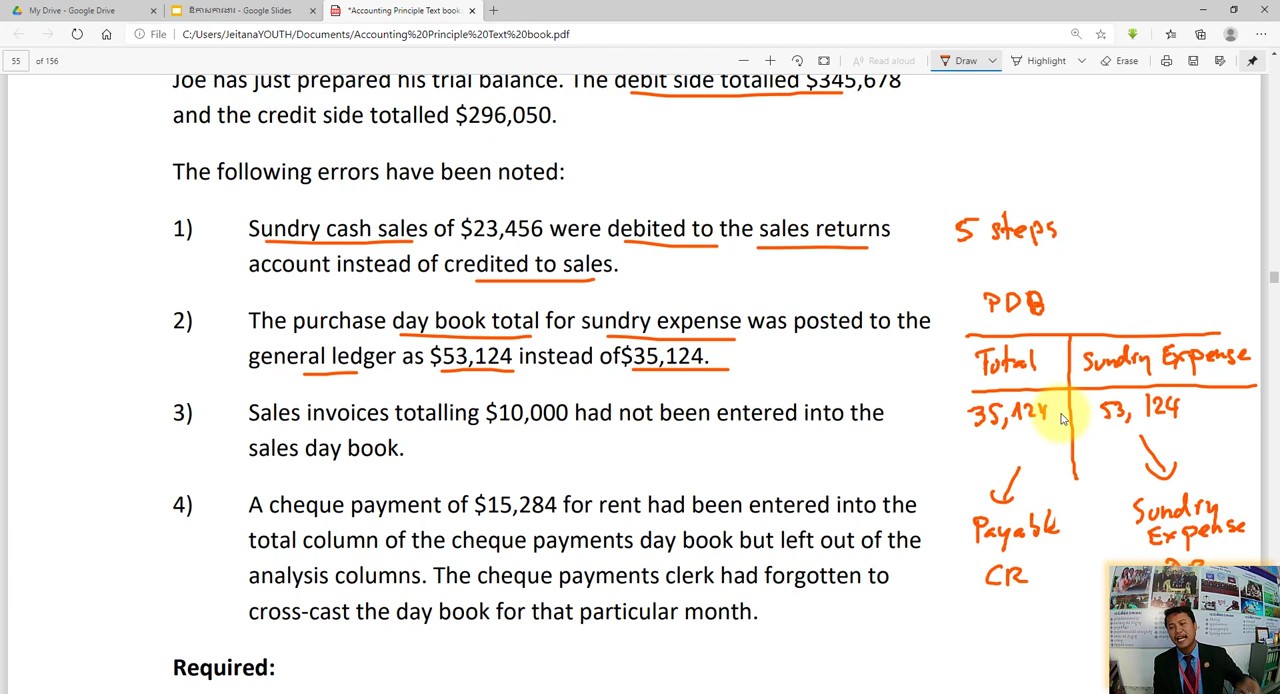 My Drive - Google Drive
និពាណវេលា: - Google Slides
*Accounting Principle Text book
File
C:/Users/JeitanaYOUTH/Documents/Accounting%20Principle%20Text%20book.pdf
55 of 156
Read aloud
Draw
Highlight
Erase
Joe has just prepared his trial balance. The debit side totalled $345,678
and the credit side totalled $296,050.
The following errors have been noted:
1) Sundry cash sales of $23,456 were debited to the sales returns
account instead of credited to sales.
5 steps
2) The purchase day book total for sundry expense was posted to the
general ledger as $53,124 instead of$35,124.
PDB
Total Sundry Expense
35,124 53,124
3) Sales invoices totalling $10,000 had not been entered into the
sales day book.
4) A cheque payment of $15,284 for rent had been entered into the
total column of the cheque payments day book but left out of the
analysis columns. The cheque payments clerk had forgotten to
cross-cast the day book for that particular month.
Payable
CR
Sundry
Expense
Required: